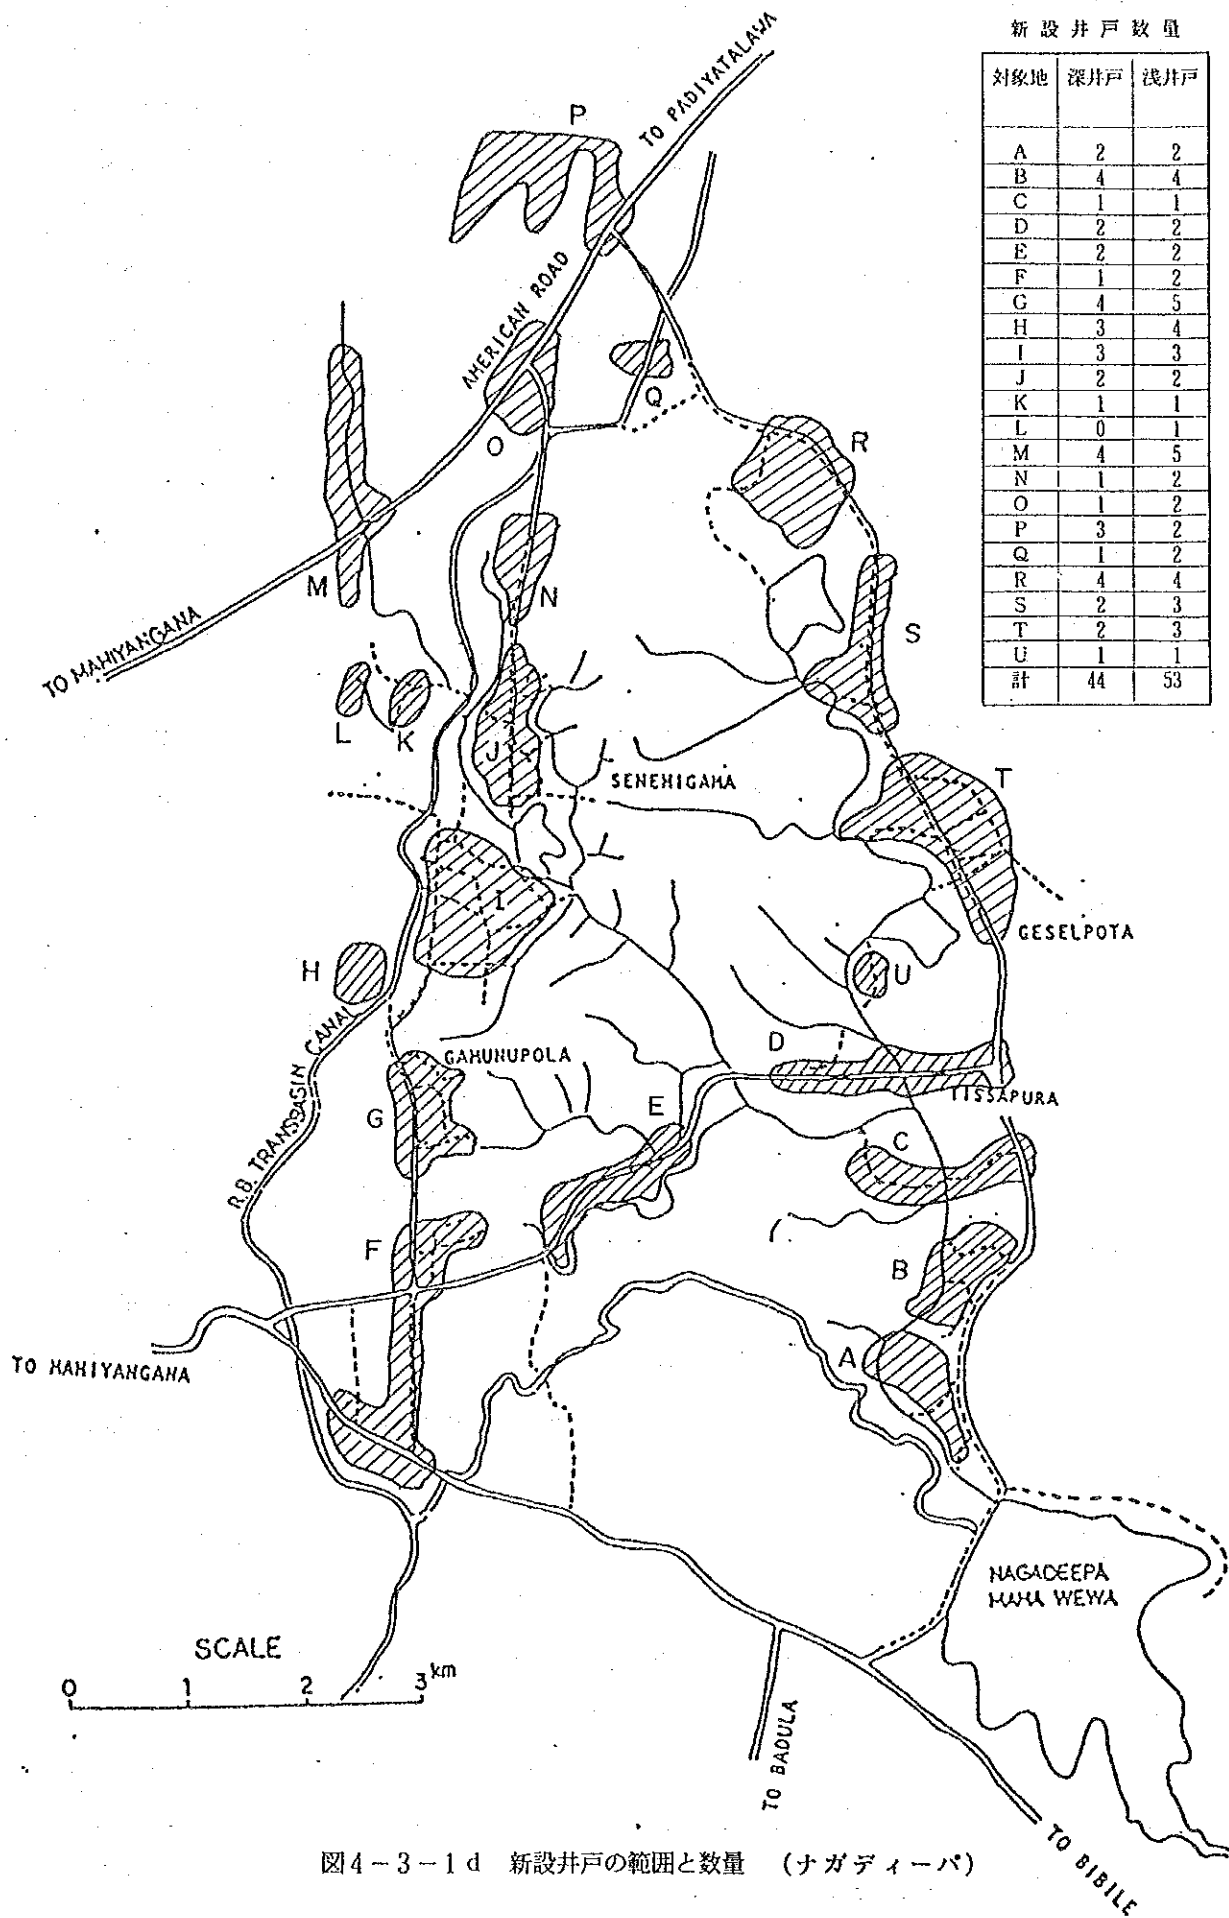 新設井戸数量
対象地 深井戸 浅井戸
A 2 2
B 4 4
C 1 1
D 2 2
E 2 2
F 1 2
G 4 5
H 3 4
I 3 3
J 2 2
K 1 1
L 0 1
M 4 5
N 1 2
O 1 2
P 3 2
Q 1 2
R 4 4
S 2 3
T 2 3
U 1 1
計 44 53
TO PADIYATALAWA
P
AMERICAN ROAD
Q
O
R
M
N
S
TO MAHIYANGANA
L
K
J
SENEHIGAMA
T
I
GESELPOTA
H
U
R.B. TRANSBASIN CANAL
GAMUNUPOLA
D
TISSAPURA
G
E
C
F
B
A
TO MAHIYANGANA
NAGADEEPA
MAHA WEWA
SCALE
0 1 2 3 km
TO BADULA
TO BIBILE
図4-3-1d 新設井戸の範囲と数量 (ナガディーパ)